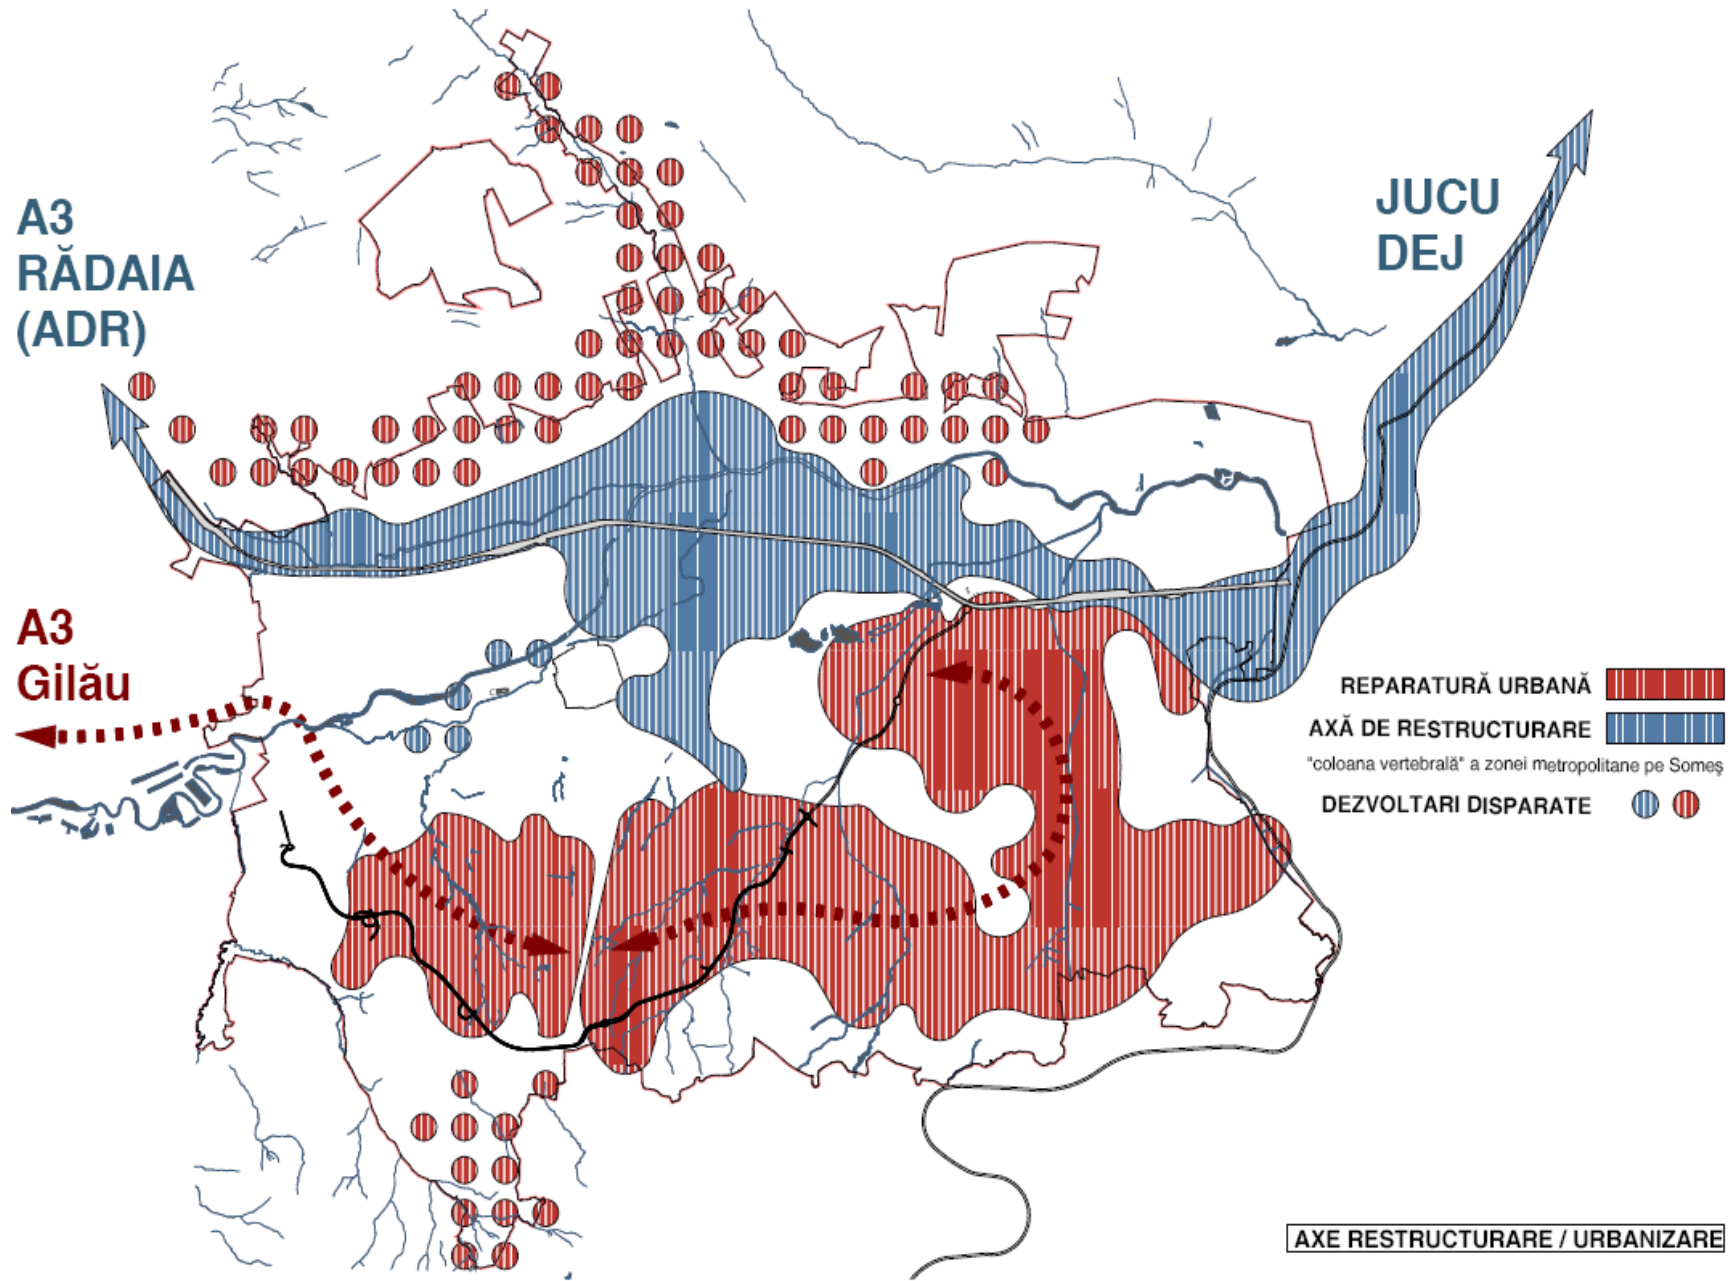 A3
RĂDAIA
(ADR)
JUCU
DEJ
A3
Gilău
REPARATURĂ URBANĂ
AXĂ DE RESTRUCTURARE
"coloana vertebrală" a zonei metropolitane pe Someş
DEZVOLTARI DISPARATE
AXE RESTRUCTURARE / URBANIZARE